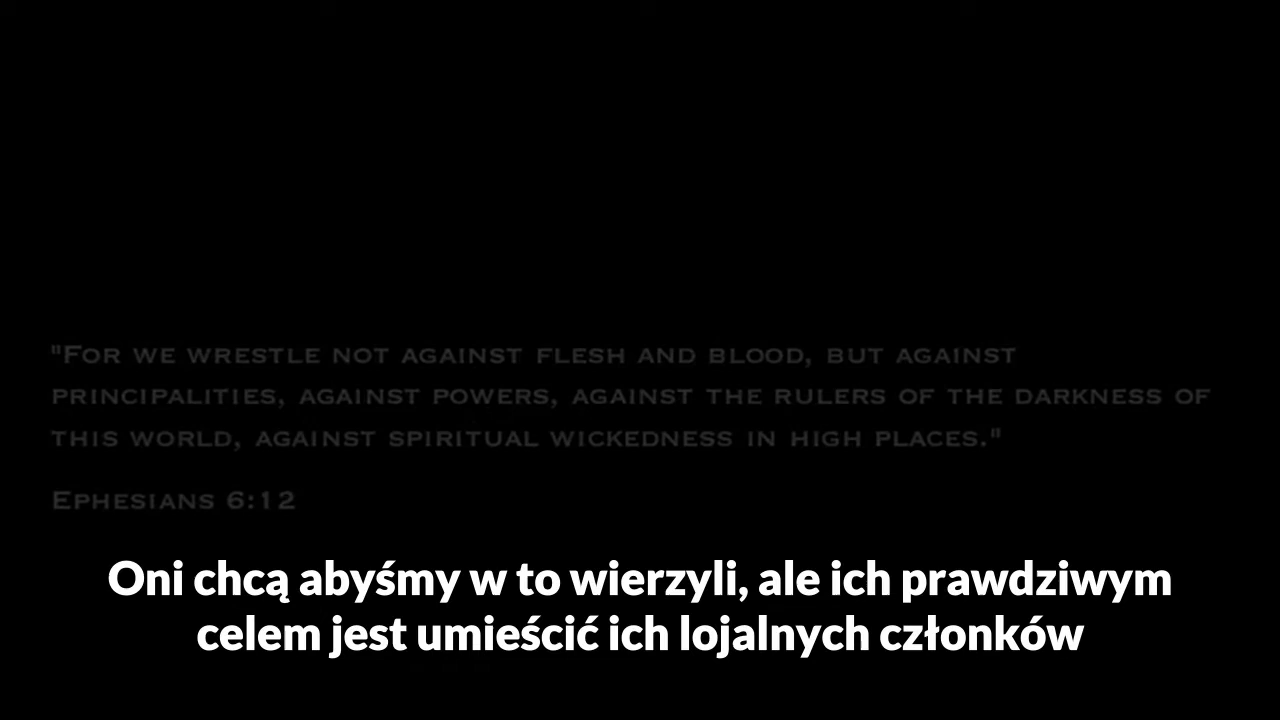 "For we wrestle not against flesh and blood, but against
principalities, against powers, against the rulers of the darkness of
this world, against spiritual wickedness in high places."
Ephesians 6:12
Oni chcą abyśmy w to wierzyli, ale ich prawdziwym
celem jest umieścić ich lojalnych członków